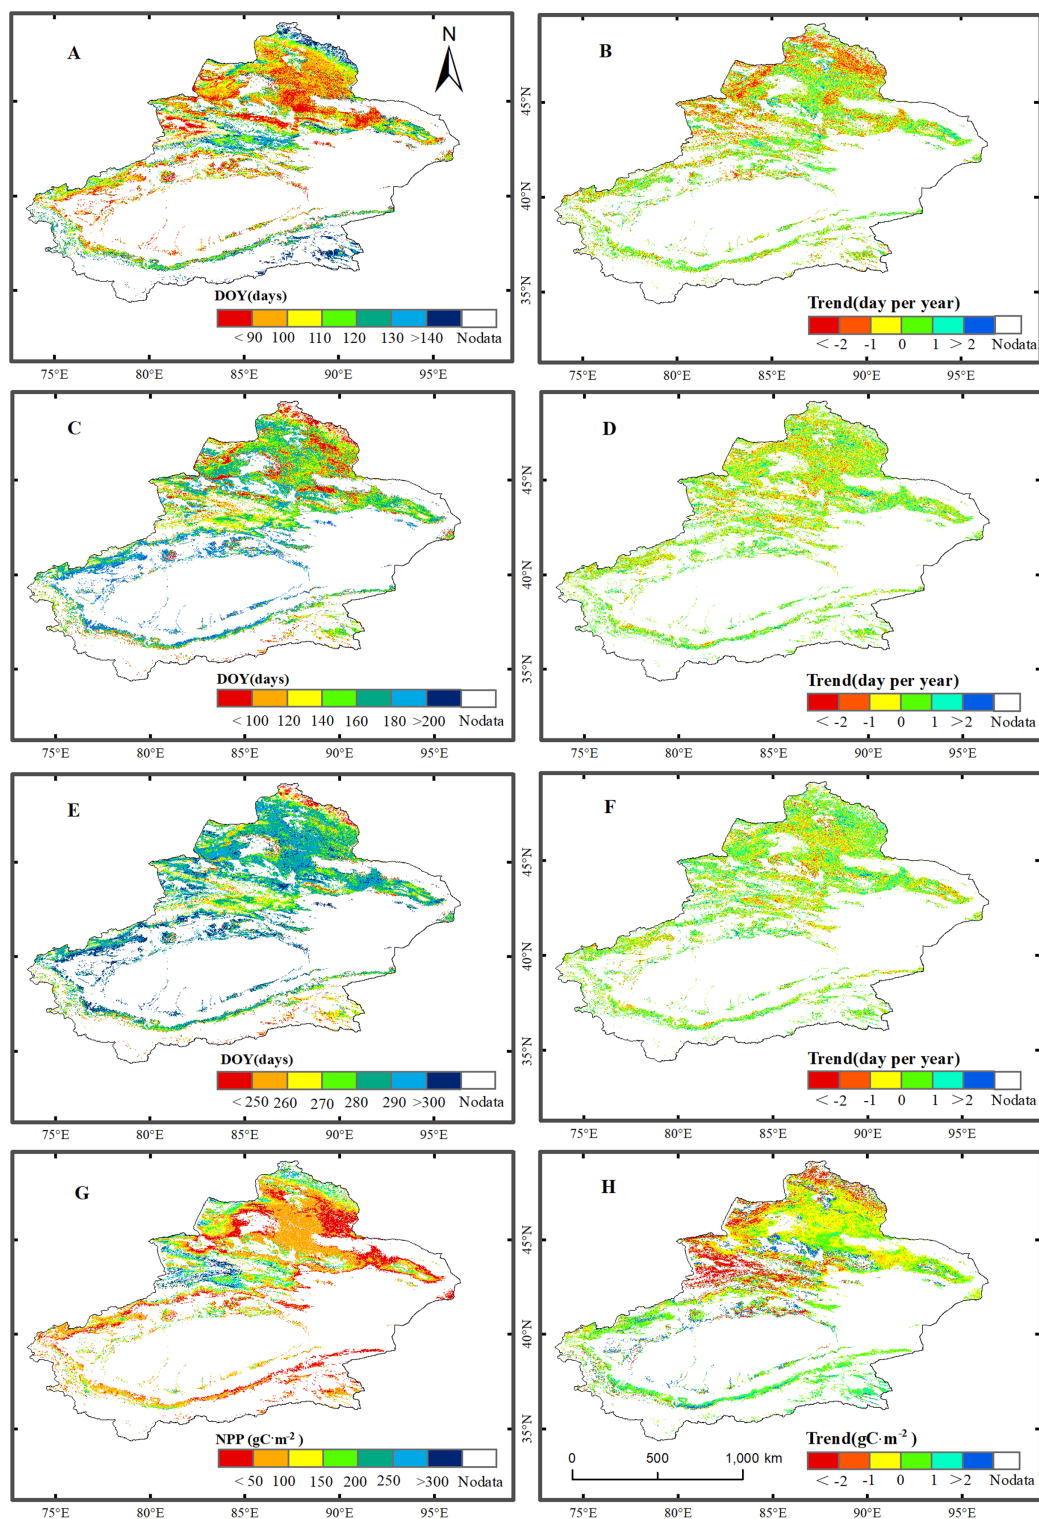 A
N
B
45°N
40°N
35°N
DOY(days)
< 90 100 110 120 130 >140 Nodata
Trend(day per year)
< -2 -1 0 1 > 2 Nodata
75°E 80°E 85°E 90°E 95°E
75°E 80°E 85°E 90°E 95°E
C
D
45°N
40°N
35°N
DOY(days)
< 100 120 140 160 180 >200 Nodata
Trend(day per year)
< -2 -1 0 1 >2 Nodata
75°E 80°E 85°E 90°E 95°E
75°E 80°E 85°E 90°E 95°E
E
F
45°N
40°N
35°N
DOY(days)
<250 260 270 280 290 >300 Nodata
Trend(day per year)
< -2 -1 0 1 >2 Nodata
75°E 80°E 85°E 90°E 95°E
75°E 80°E 85°E 90°E 95°E
G
H
45°N
40°N
35°N
NPP (gC·m⁻² )
< 50 100 150 200 250 >300 Nodata
0 500 1,000 km
Trend(gC·m⁻² )
< -2 -1 0 1 >2 Nodata
75°E 80°E 85°E 90°E 95°E
75°E 80°E 85°E 90°E 95°E